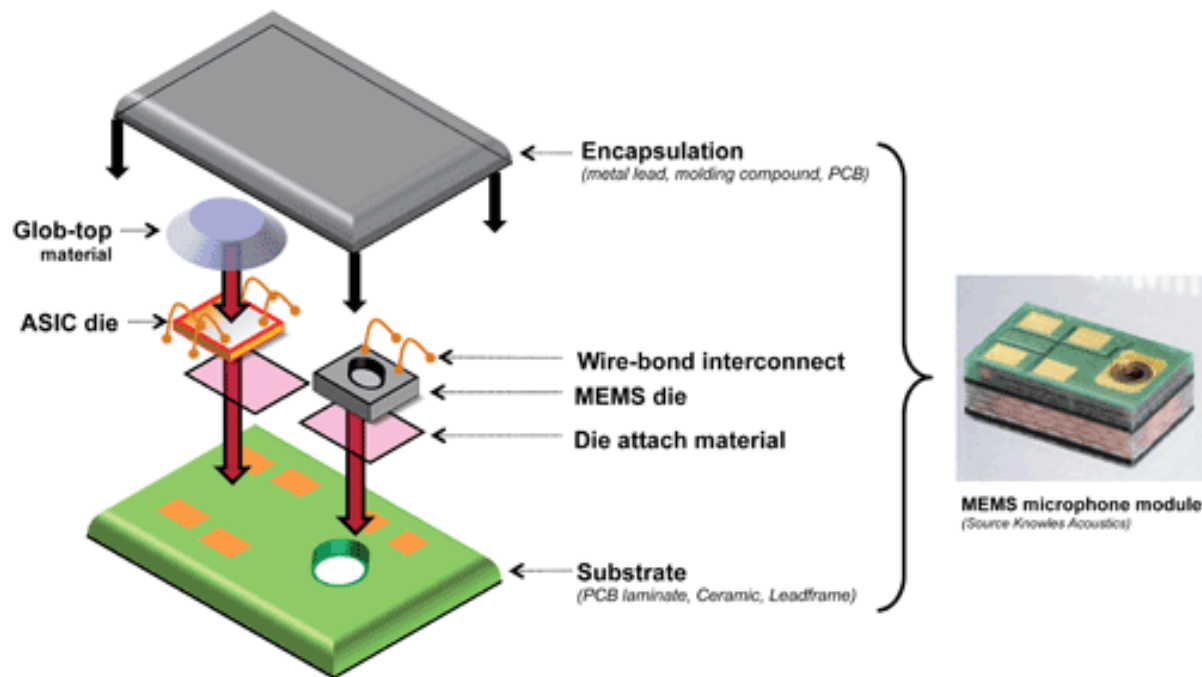 Encapsulation
(metal lead, molding compound, PCB)
Glob-top
material
ASIC die
Wire-bond interconnect
MEMS die
Die attach material
MEMS microphone module
(Source Knowles Acoustics)
Substrate
(PCB laminate, Ceramic, Leadframe)